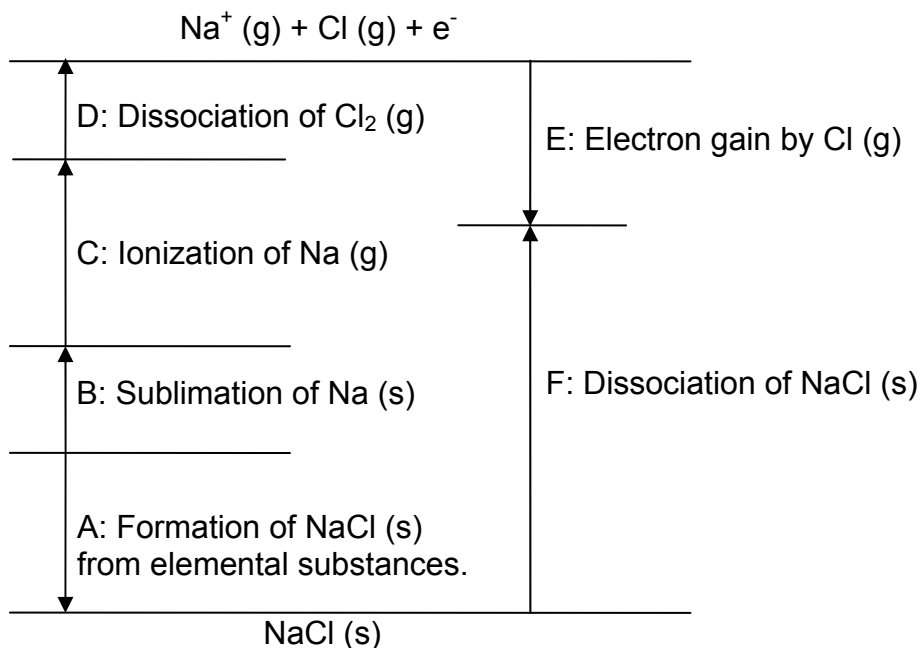 Na⁺ (g) + Cl (g) + e⁻
D: Dissociation of Cl₂ (g)
E: Electron gain by Cl (g)
C: Ionization of Na (g)
B: Sublimation of Na (s)
F: Dissociation of NaCl (s)
A: Formation of NaCl (s)
from elemental substances.
NaCl (s)